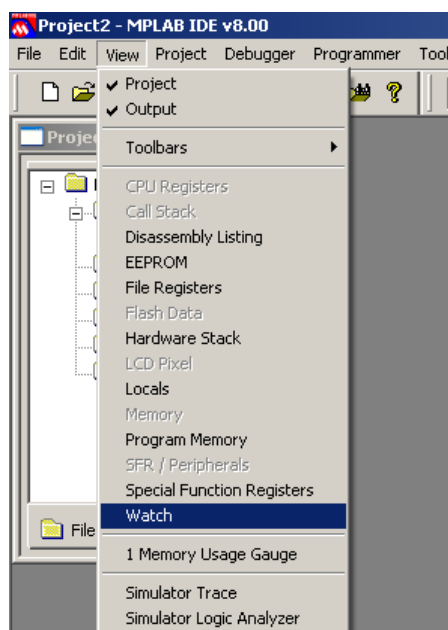 Project2 - MPLAB IDE v8.00
File Edit View Project Debugger Programmer
Project
Output
Toolbars
CPU Registers
Call Stack
Disassembly Listing
EEPROM
File Registers
Flash Data
Hardware Stack
LCD Pixel
Locals
Memory
Program Memory
SFR / Peripherals
Special Function Registers
Watch
File
1 Memory Usage Gauge
Simulator Trace
Simulator Logic Analyzer